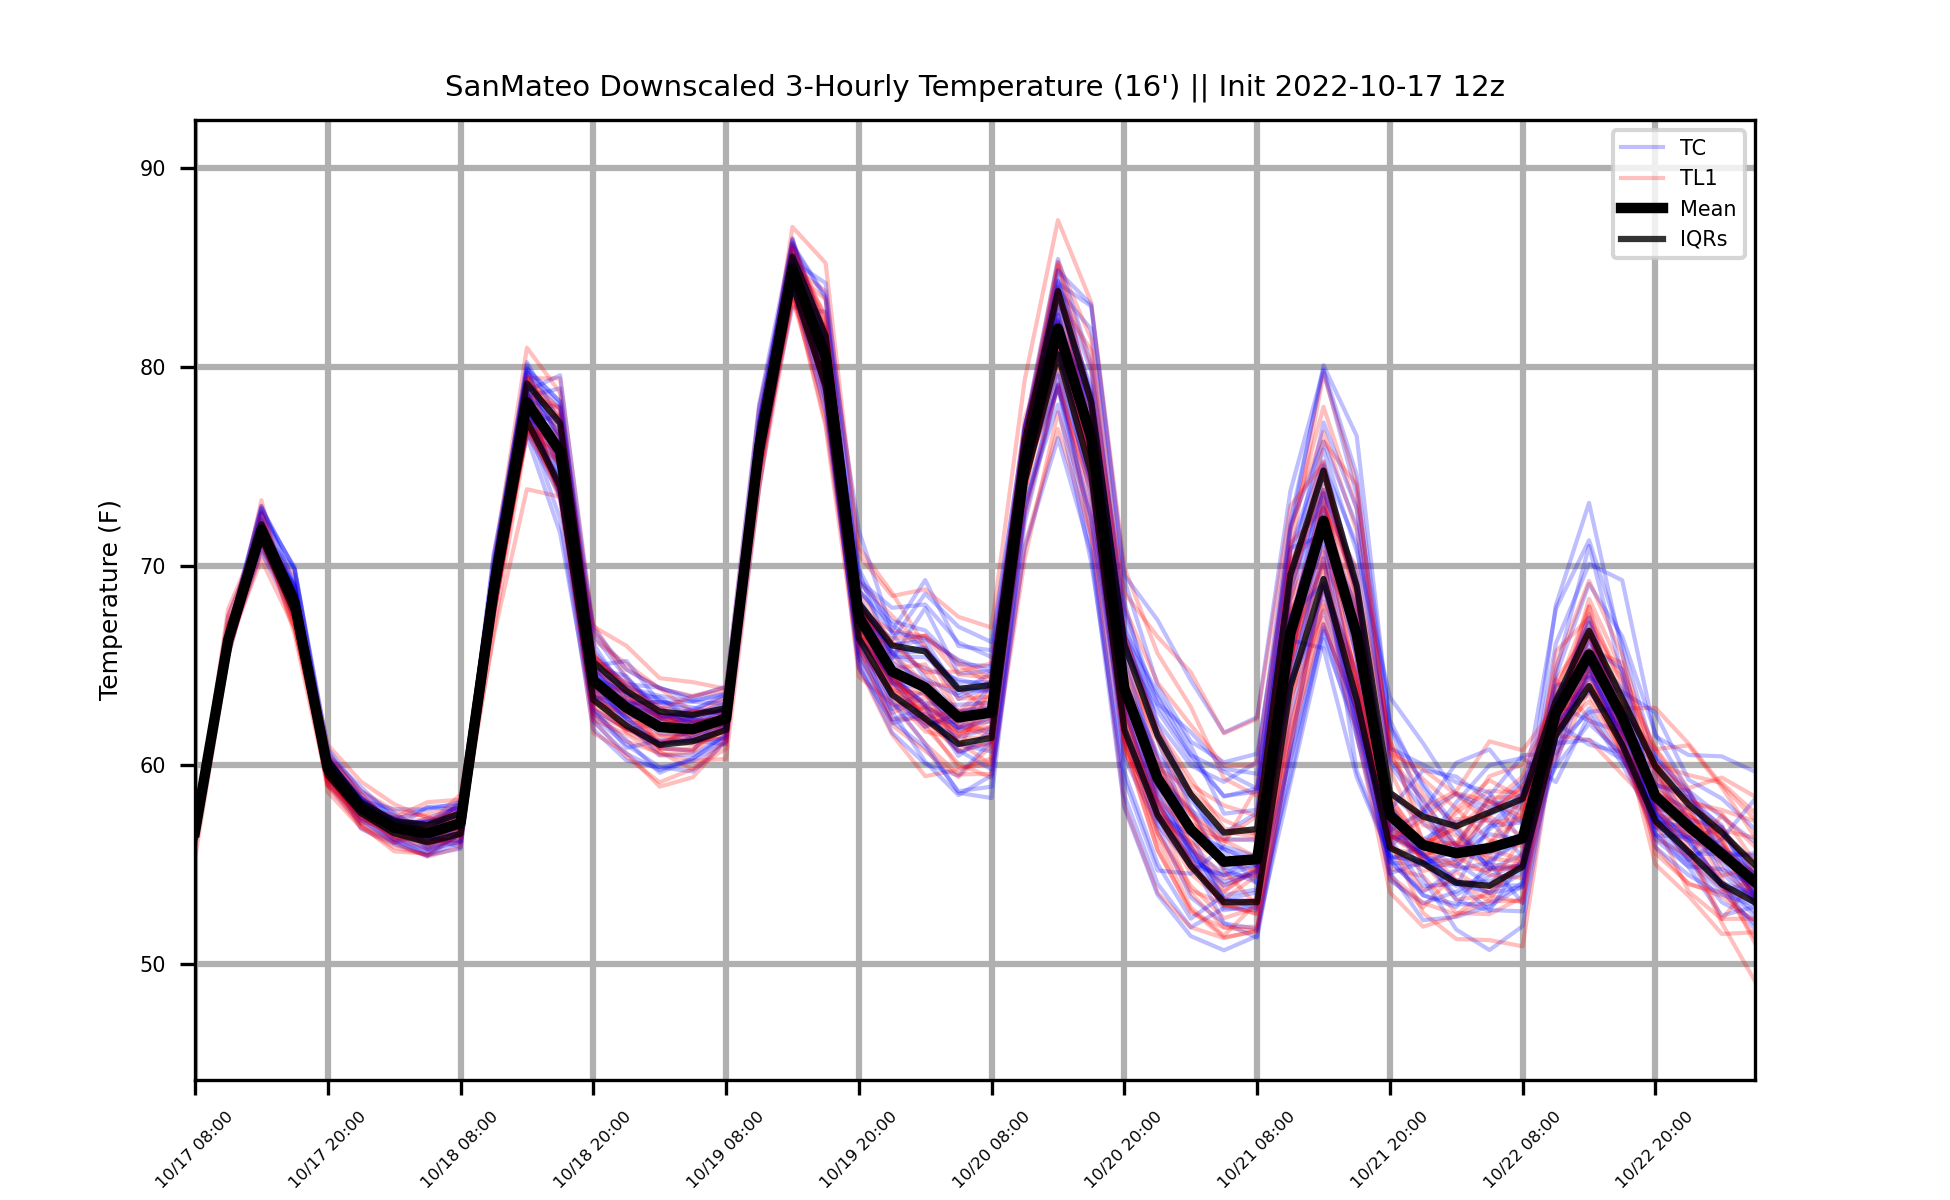 SanMateo Downscaled 3-Hourly Temperature (16') || Init 2022-10-17 12z
TC
TL1
Mean
IQRs
Temperature (F)
90
80
70
60
50
10/17 08:00
10/17 20:00
10/18 08:00
10/18 20:00
10/19 08:00
10/19 20:00
10/20 08:00
10/20 20:00
10/21 08:00
10/21 20:00
10/22 08:00
10/22 20:00